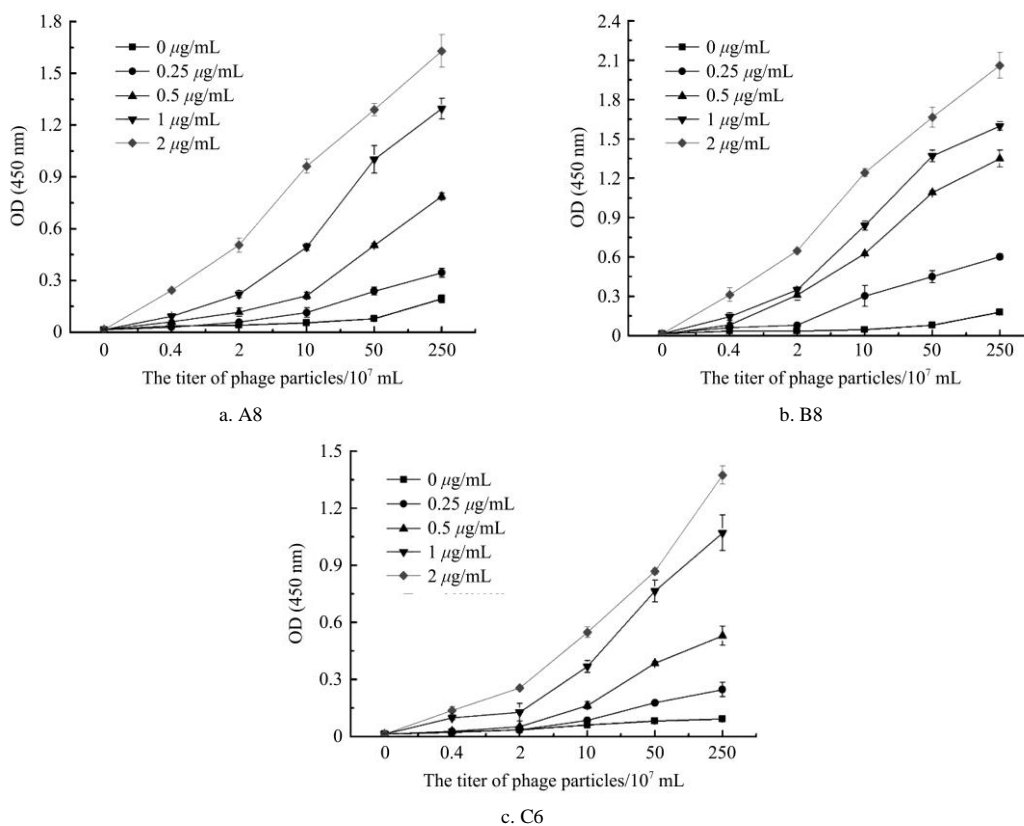 1.8
1.5
1.2
0.9
0.6
0.3
0
OD (450 nm)
0 μg/mL
0.25 μg/mL
0.5 μg/mL
1 μg/mL
2 μg/mL
0 0.4 2 10 50 250
The titer of phage particles/10⁷ mL
a. A8
2.4
2.1
1.8
1.5
1.2
0.9
0.6
0.3
0
OD (450 nm)
0 μg/mL
0.25 μg/mL
0.5 μg/mL
1 μg/mL
2 μg/mL
0 0.4 2 10 50 250
The titer of phage particles/10⁷ mL
b. B8
1.5
1.2
0.9
0.6
0.3
0
OD (450 nm)
0 μg/mL
0.25 μg/mL
0.5 μg/mL
1 μg/mL
2 μg/mL
0 0.4 2 10 50 250
The titer of phage particles/10⁷ mL
c. C6